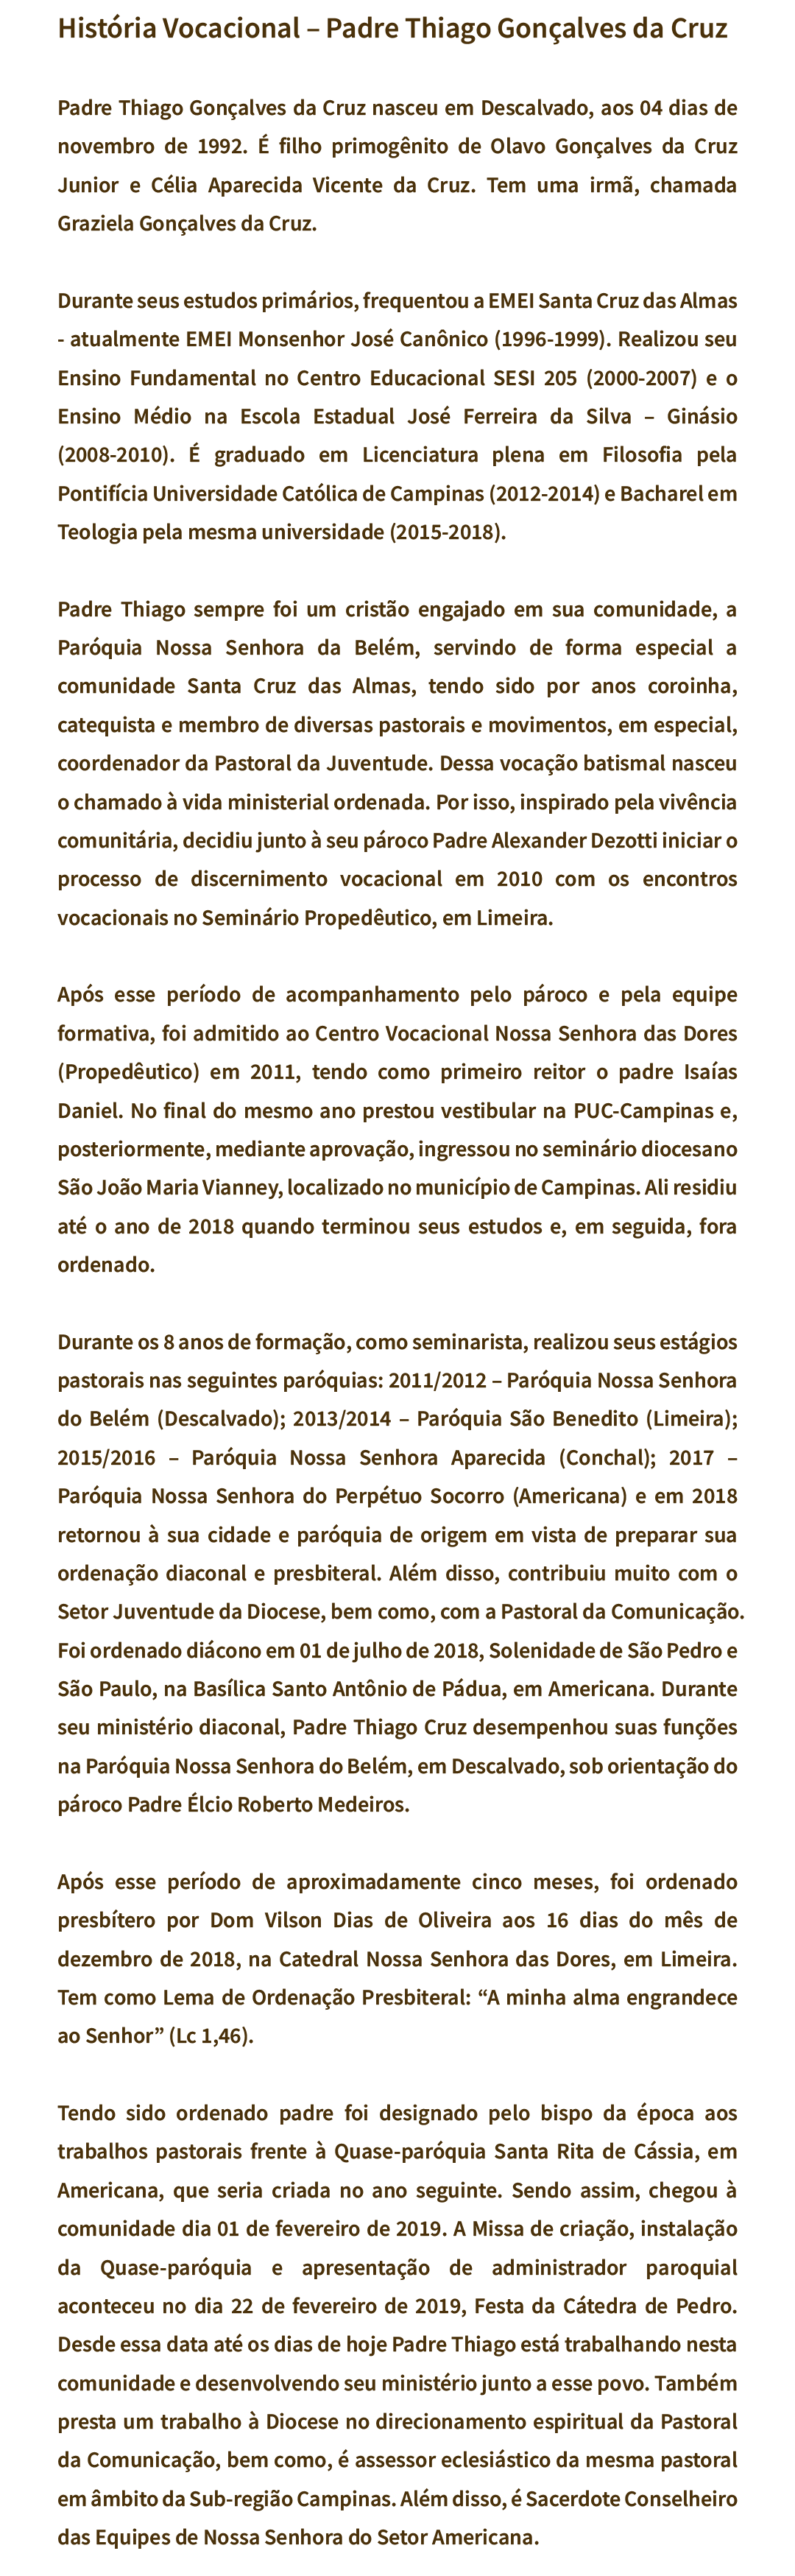 História Vocacional – Padre Thiago Gonçalves da Cruz
Padre Thiago Gonçalves da Cruz nasceu em Descalvado, aos 04 dias de
novembro de 1992. É filho primogênito de Olavo Gonçalves da Cruz
Junior e Célia Aparecida Vicente da Cruz. Tem uma irmã, chamada
Graziela Gonçalves da Cruz.
Durante seus estudos primários, frequentou a EMEI Santa Cruz das Almas
- atualmente EMEI Monsenhor José Canônico (1996-1999). Realizou seu
Ensino Fundamental no Centro Educacional SESI 205 (2000-2007) e o
Ensino Médio na Escola Estadual José Ferreira da Silva – Ginásio
(2008-2010). É graduado em Licenciatura plena em Filosofia pela
Pontifícia Universidade Católica de Campinas (2012-2014) e Bacharel em
Teologia pela mesma universidade (2015-2018).
Padre Thiago sempre foi um cristão engajado em sua comunidade, a
Paróquia Nossa Senhora da Belém, servindo de forma especial a
comunidade Santa Cruz das Almas, tendo sido por anos coroinha,
catequista e membro de diversas pastorais e movimentos, em especial,
coordenador da Pastoral da Juventude. Dessa vocação batismal nasceu
o chamado à vida ministerial ordenada. Por isso, inspirado pela vivência
comunitária, decidiu junto à seu pároco Padre Alexander Dezotti iniciar o
processo de discernimento vocacional em 2010 com os encontros
vocacionais no Seminário Propedêutico, em Limeira.
Após esse período de acompanhamento pelo pároco e pela equipe
formativa, foi admitido ao Centro Vocacional Nossa Senhora das Dores
(Propedêutico) em 2011, tendo como primeiro reitor o padre Isaías
Daniel. No final do mesmo ano prestou vestibular na PUC-Campinas e,
posteriormente, mediante aprovação, ingressou no seminário diocesano
São João Maria Vianney, localizado no município de Campinas. Ali residiu
até o ano de 2018 quando terminou seus estudos e, em seguida, fora
ordenado.
Durante os 8 anos de formação, como seminarista, realizou seus estágios
pastorais nas seguintes paróquias: 2011/2012 – Paróquia Nossa Senhora
do Belém (Descalvado); 2013/2014 – Paróquia São Benedito (Limeira);
2015/2016 – Paróquia Nossa Senhora Aparecida (Conchal); 2017 –
Paróquia Nossa Senhora do Perpétuo Socorro (Americana) e em 2018
retornou à sua cidade e paróquia de origem em vista de preparar sua
ordenação diaconal e presbiteral. Além disso, contribuiu muito com o
Setor Juventude da Diocese, bem como, com a Pastoral da Comunicação.
Foi ordenado diácono em 01 de julho de 2018, Solenidade de São Pedro e
São Paulo, na Basílica Santo Antônio de Pádua, em Americana. Durante
seu ministério diaconal, Padre Thiago Cruz desempenhou suas funções
na Paróquia Nossa Senhora do Belém, em Descalvado, sob orientação do
pároco Padre Élcio Roberto Medeiros.
Após esse período de aproximadamente cinco meses, foi ordenado
presbítero por Dom Vilson Dias de Oliveira aos 16 dias do mês de
dezembro de 2018, na Catedral Nossa Senhora das Dores, em Limeira.
Tem como Lema de Ordenação Presbiteral: “A minha alma engrandece
ao Senhor” (Lc 1,46).
Tendo sido ordenado padre foi designado pelo bispo da época aos
trabalhos pastorais frente à Quase-paróquia Santa Rita de Cássia, em
Americana, que seria criada no ano seguinte. Sendo assim, chegou à
comunidade dia 01 de fevereiro de 2019. A Missa de criação, instalação
da Quase-paróquia e apresentação de administrador paroquial
aconteceu no dia 22 de fevereiro de 2019, Festa da Cátedra de Pedro.
Desde essa data até os dias de hoje Padre Thiago está trabalhando nesta
comunidade e desenvolvendo seu ministério junto a esse povo. Também
presta um trabalho à Diocese no direcionamento espiritual da Pastoral
da Comunicação, bem como, é assessor eclesiástico da mesma pastoral
em âmbito da Sub-região Campinas. Além disso, é Sacerdote Conselheiro
das Equipes de Nossa Senhora do Setor Americana.